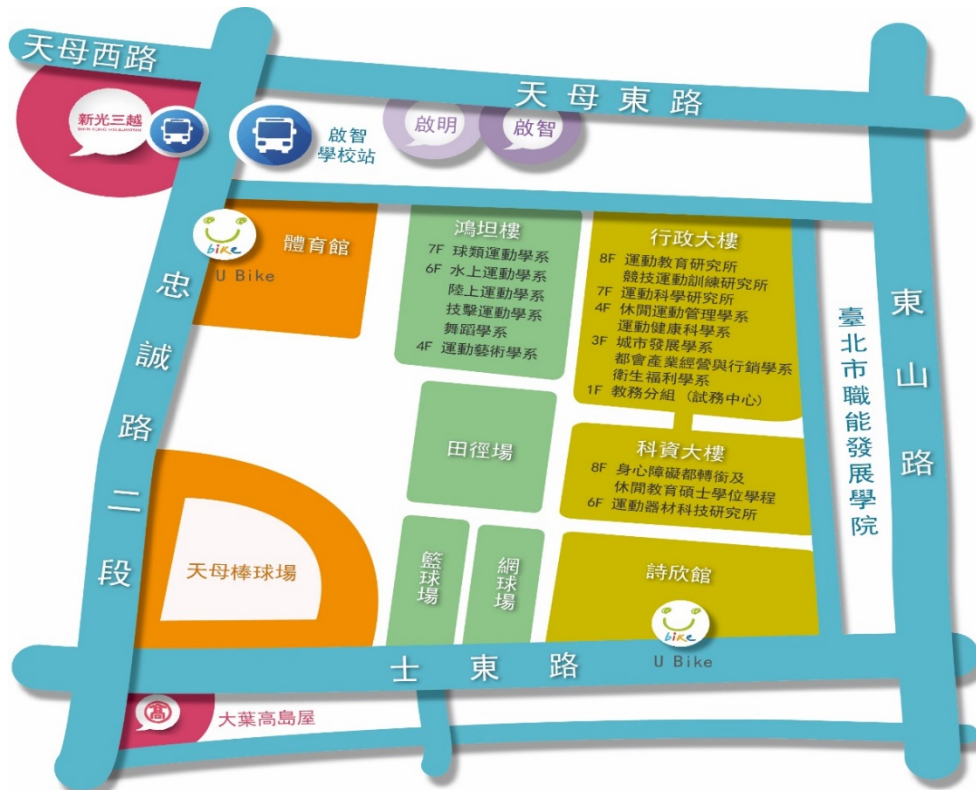 天母西路
天母東路
新光三越
SHIN KONG MITSUKOSHI
啟智
學校站
啟明
啟智
bike
U Bike
體育館
鴻坦樓
7F 球類運動學系
6F 水上運動學系
陸上運動學系
技擊運動學系
舞蹈學系
4F 運動藝術學系
行政大樓
8F 運動教育研究所
競技運動訓練研究所
7F 運動科學研究所
4F 休閒運動管理學系
運動健康科學系
3F 城市發展學系
都會產業經營與行銷學系
衛生福利學系
1F 教務分組（試務中心）
忠誠路二段
臺北市職能發展學院
東山路
田徑場
科資大樓
8F 身心障礙都轉銜及
休閒教育碩士學位學程
6F 運動器材科技研究所
天母棒球場
籃球場
網球場
詩欣館
bike
U Bike
士東路
高
大葉高島屋